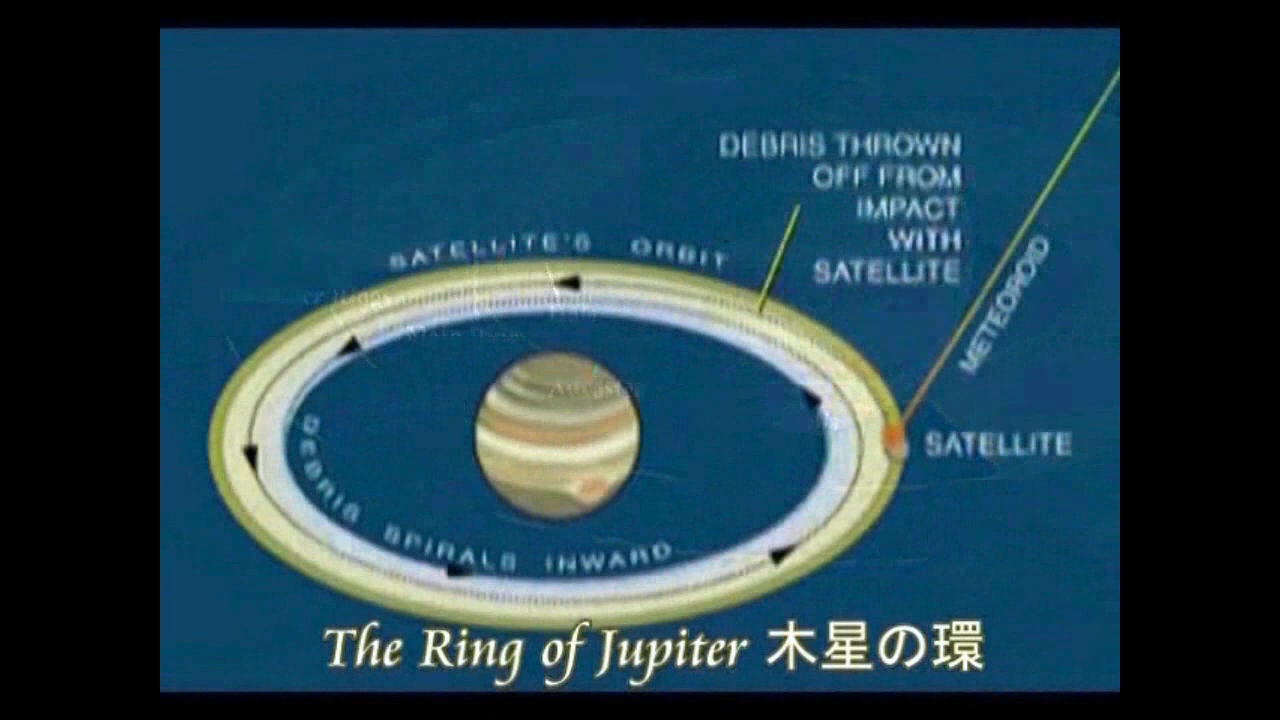 DEBRIS THROWN
OFF FROM
IMPACT
WITH
SATELLITE
SATELLITE'S ORBIT
METEOROID
SATELLITE
DEBRIS SPIRALS INWARD
The Ring of Jupiter 木星の環